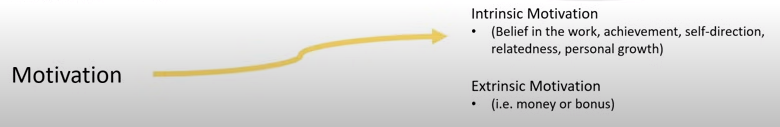 Motivation
Intrinsic Motivation
• (Belief in the work, achievement, self-direction,
relatedness, personal growth)
Extrinsic Motivation
• (i.e. money or bonus)